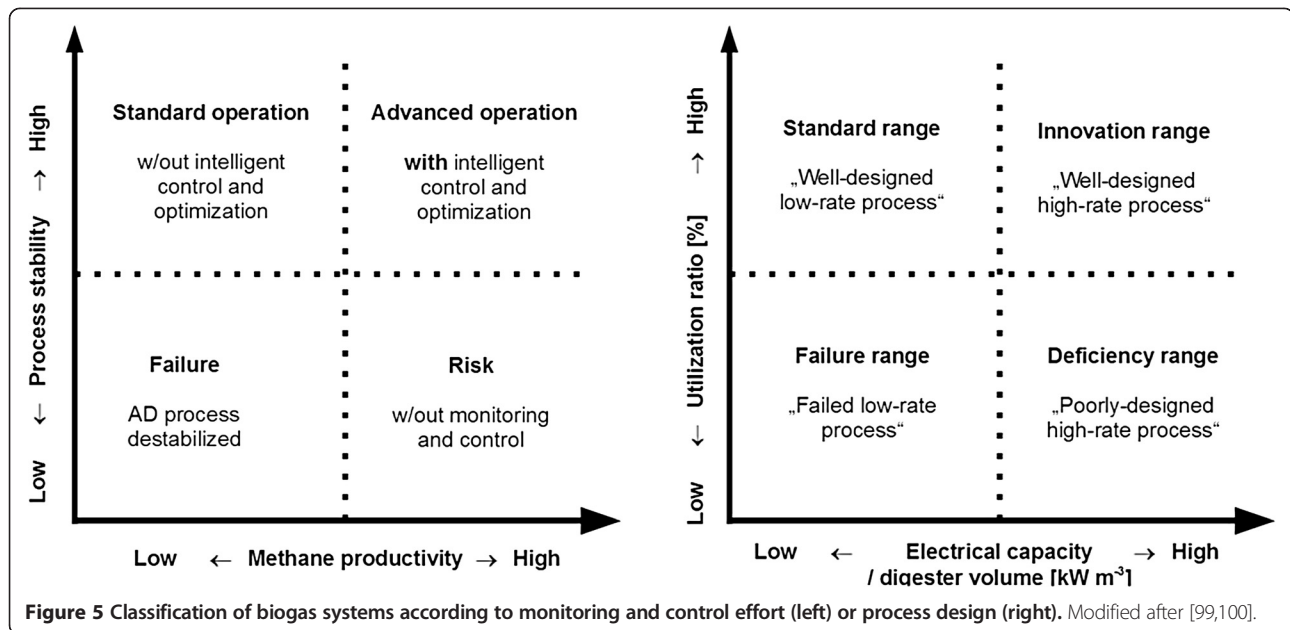 Low ← Process stability → High
Standard operation
w/out intelligent
control and
optimization
Advanced operation
with intelligent
control and
optimization
Failure
AD process
destabilized
Risk
w/out monitoring
and control
Low ← Methane productivity → High
Low ← Utilization ratio [%] → High
Standard range
„Well-designed
low-rate process“
Innovation range
„Well-designed
high-rate process“
Failure range
„Failed low-rate
process“
Deficiency range
„Poorly-designed
high-rate process“
Low ← Electrical capacity → High
/ digester volume [kW m-3]
Figure 5 Classification of biogas systems according to monitoring and control effort (left) or process design (right). Modified after [99,100].